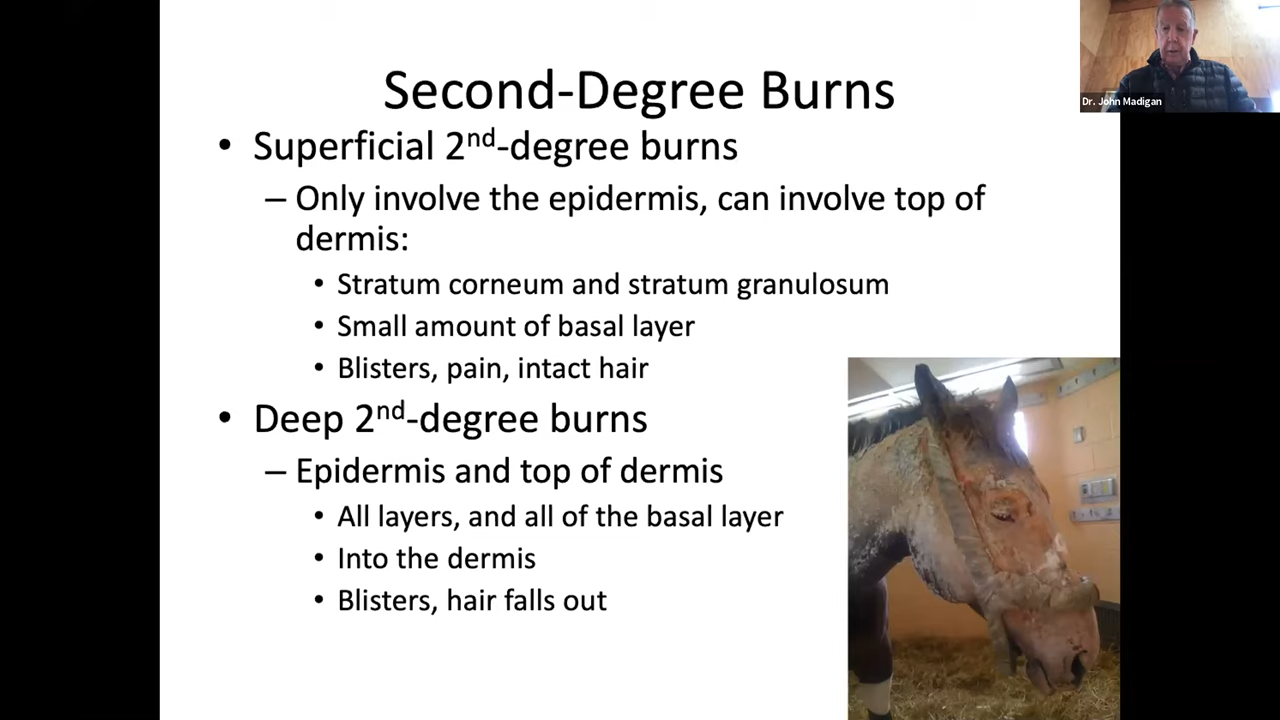 Second-Degree Burns
• Superficial 2nd-degree burns
– Only involve the epidermis, can involve top of
dermis:
• Stratum corneum and stratum granulosum
• Small amount of basal layer
• Blisters, pain, intact hair
• Deep 2nd-degree burns
– Epidermis and top of dermis
• All layers, and all of the basal layer
• Into the dermis
• Blisters, hair falls out
Dr. John Madigan